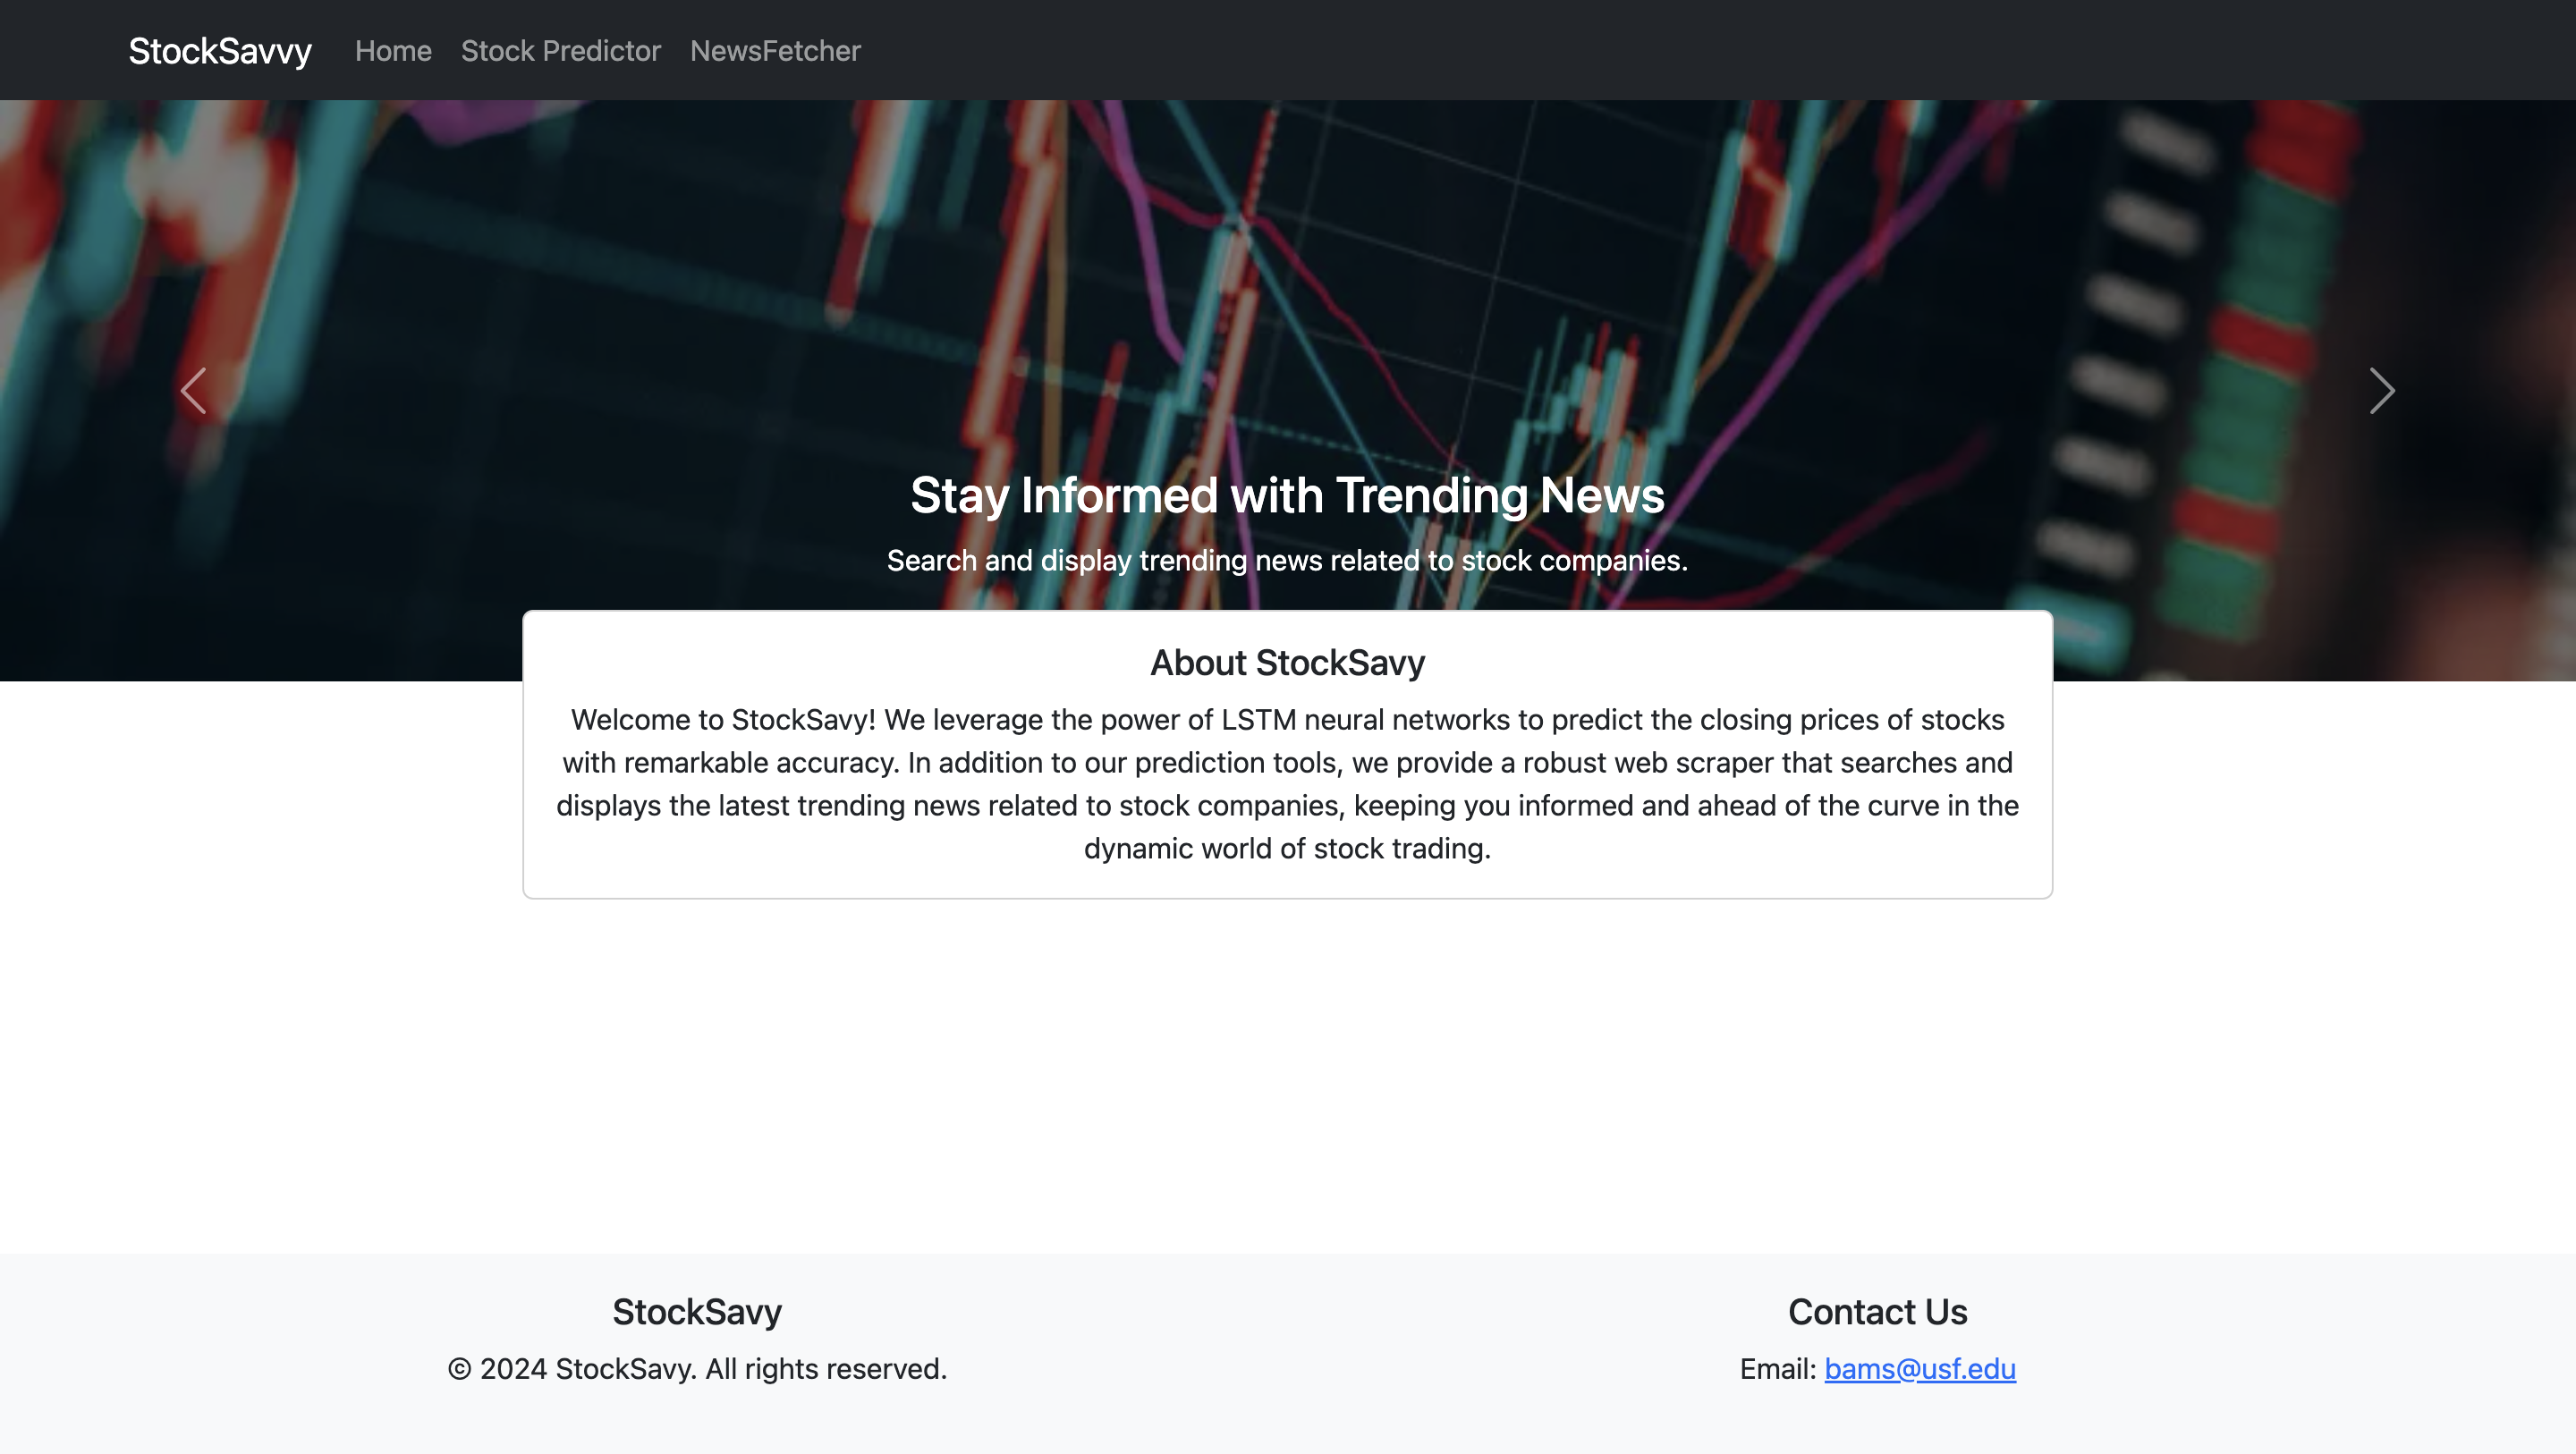 StockSavvy Home Stock Predictor NewsFetcher
Stay Informed with Trending News
Search and display trending news related to stock companies.
About StockSavy
Welcome to StockSavy! We leverage the power of LSTM neural networks to predict the closing prices of stocks
with remarkable accuracy. In addition to our prediction tools, we provide a robust web scraper that searches and
displays the latest trending news related to stock companies, keeping you informed and ahead of the curve in the
dynamic world of stock trading.
StockSavy
© 2024 StockSavy. All rights reserved.
Contact Us
Email: bams@usf.edu